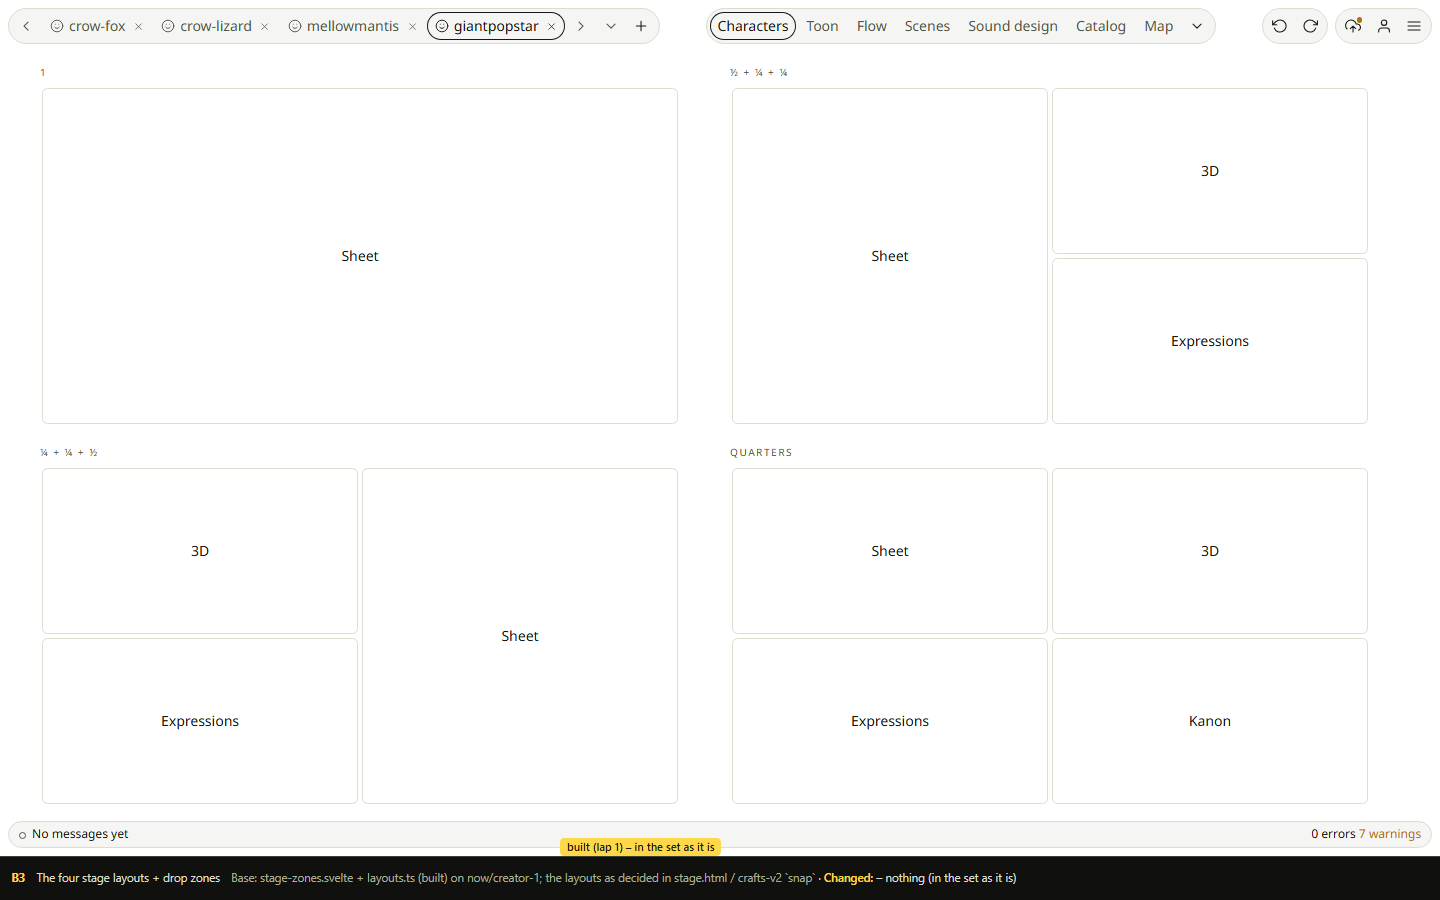 crow-fox crow-lizard mellowmantis giantpopstar
Characters Toon Flow Scenes Sound design Catalog Map
1
Sheet
½ + ¼ + ¼
Sheet
3D
Expressions
¼ + ¼ + ½
3D
Expressions
Sheet
QUARTERS
Sheet
3D
Expressions
Kanon
No messages yet
0 errors 7 warnings
built (lap 1) – in the set as it is
B3 The four stage layouts + drop zones Base: stage-zones.svelte + layouts.ts (built) on now/creator-1; the layouts as decided in stage.html / crafts-v2 `snap` · Changed: – nothing (in the set as it is)